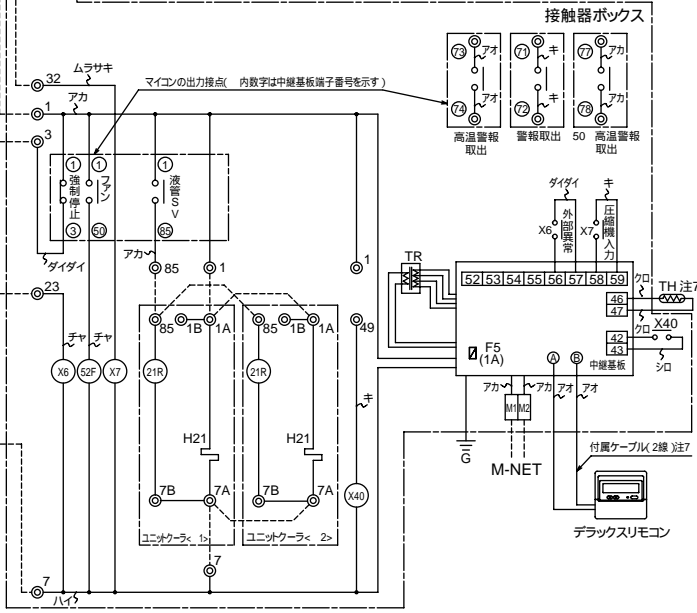 接触器ボックス
32
ムラサキ
1
アカ
3
マイコンの出力接点( 内数字は中継基板端子番号を示す)
73
アオ
アオ
74
高温警報
取出
71
キ
キ
72
警報取出
77
アカ
アカ
78
50 高温警報
取出
1
強制停止
3
1
ファン
50
1
液管SV
85
アカ
ダイダイ
85
1
1
23
チャ
チャ
X6
52F
X7
85
1B
1A
85
1B
1A
49
21R
21R
キ
H21
H21
7B
7A
7B
7A
X40
ユニットクーラ< 1>
ユニットクーラ< 2>
7
7
ハイ
ダイダイ
X6
外部異常
キ
X7
圧縮機入力
TR
52 53 54 55 56 57 58 59
クロ
TH 注7
46
47
クロ
42
43
X40
シロ
F5
(1A)
A
B
中継基板
アカ
アカ
アオ
アオ
M1
M2
G
M-NET
付属ケーブル(2線)注7
デラックスリモコン